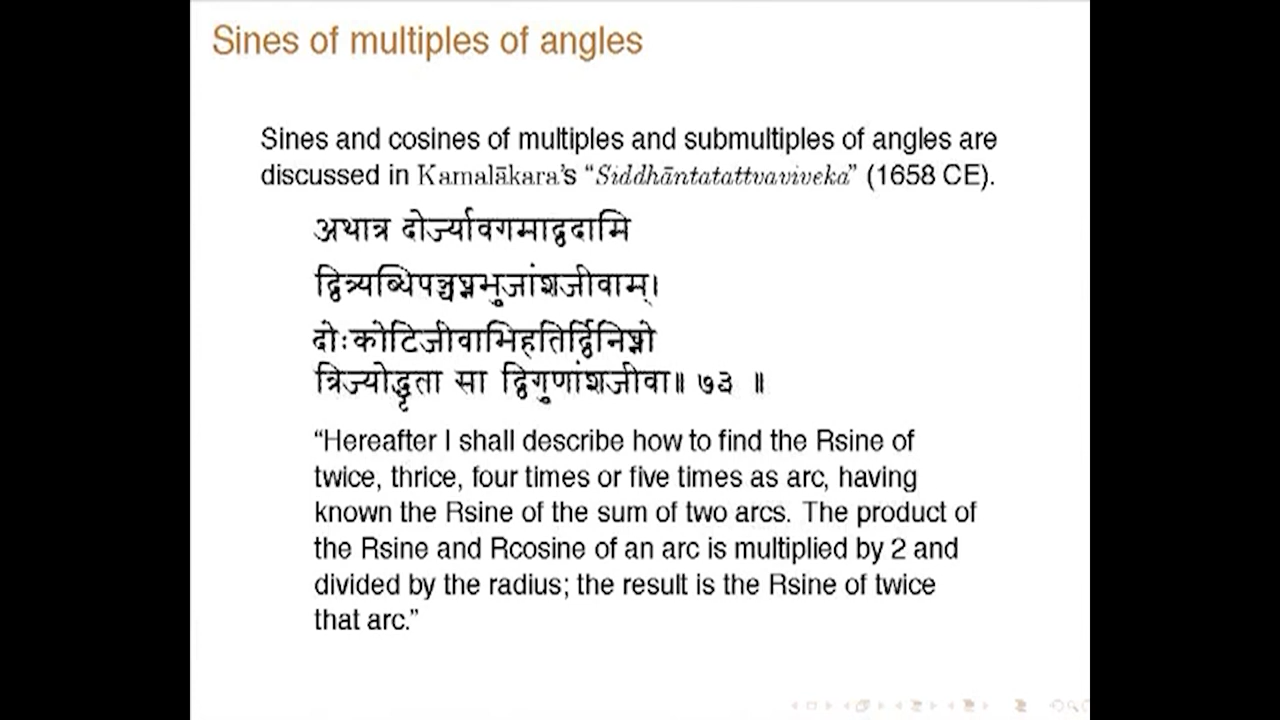 Sines of multiples of angles
Sines and cosines of multiples and submultiples of angles are
discussed in Kamalākara's “Siddhāntatattvaviveka” (1658 CE).
अथात्र दोर्ज्यावगमाद्वदामि
द्वित्र्यब्धिपञ्चघ्नभुजांशजीवाम्।
दोःकोटिजीवाभिहतिर्द्विनिघ्नो
त्रिज्योद्धृता सा द्विगुणांशजीवा॥ ७३ ॥
“Hereafter I shall describe how to find the Rsine of
twice, thrice, four times or five times as arc, having
known the Rsine of the sum of two arcs. The product of
the Rsine and Rcosine of an arc is multiplied by 2 and
divided by the radius; the result is the Rsine of twice
that arc.”